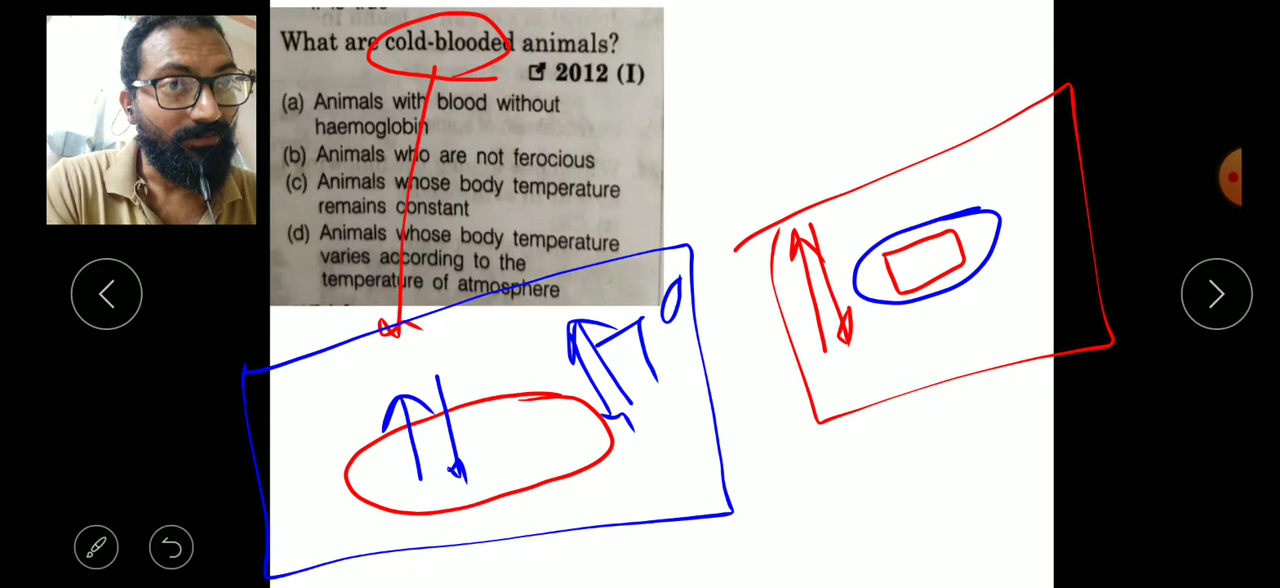 What are cold-blooded animals?
2012 (I)
(a) Animals with blood without
haemoglobin
(b) Animals who are not ferocious
(c) Animals whose body temperature
remains constant
(d) Animals whose body temperature
varies according to the
temperature of atmosphere